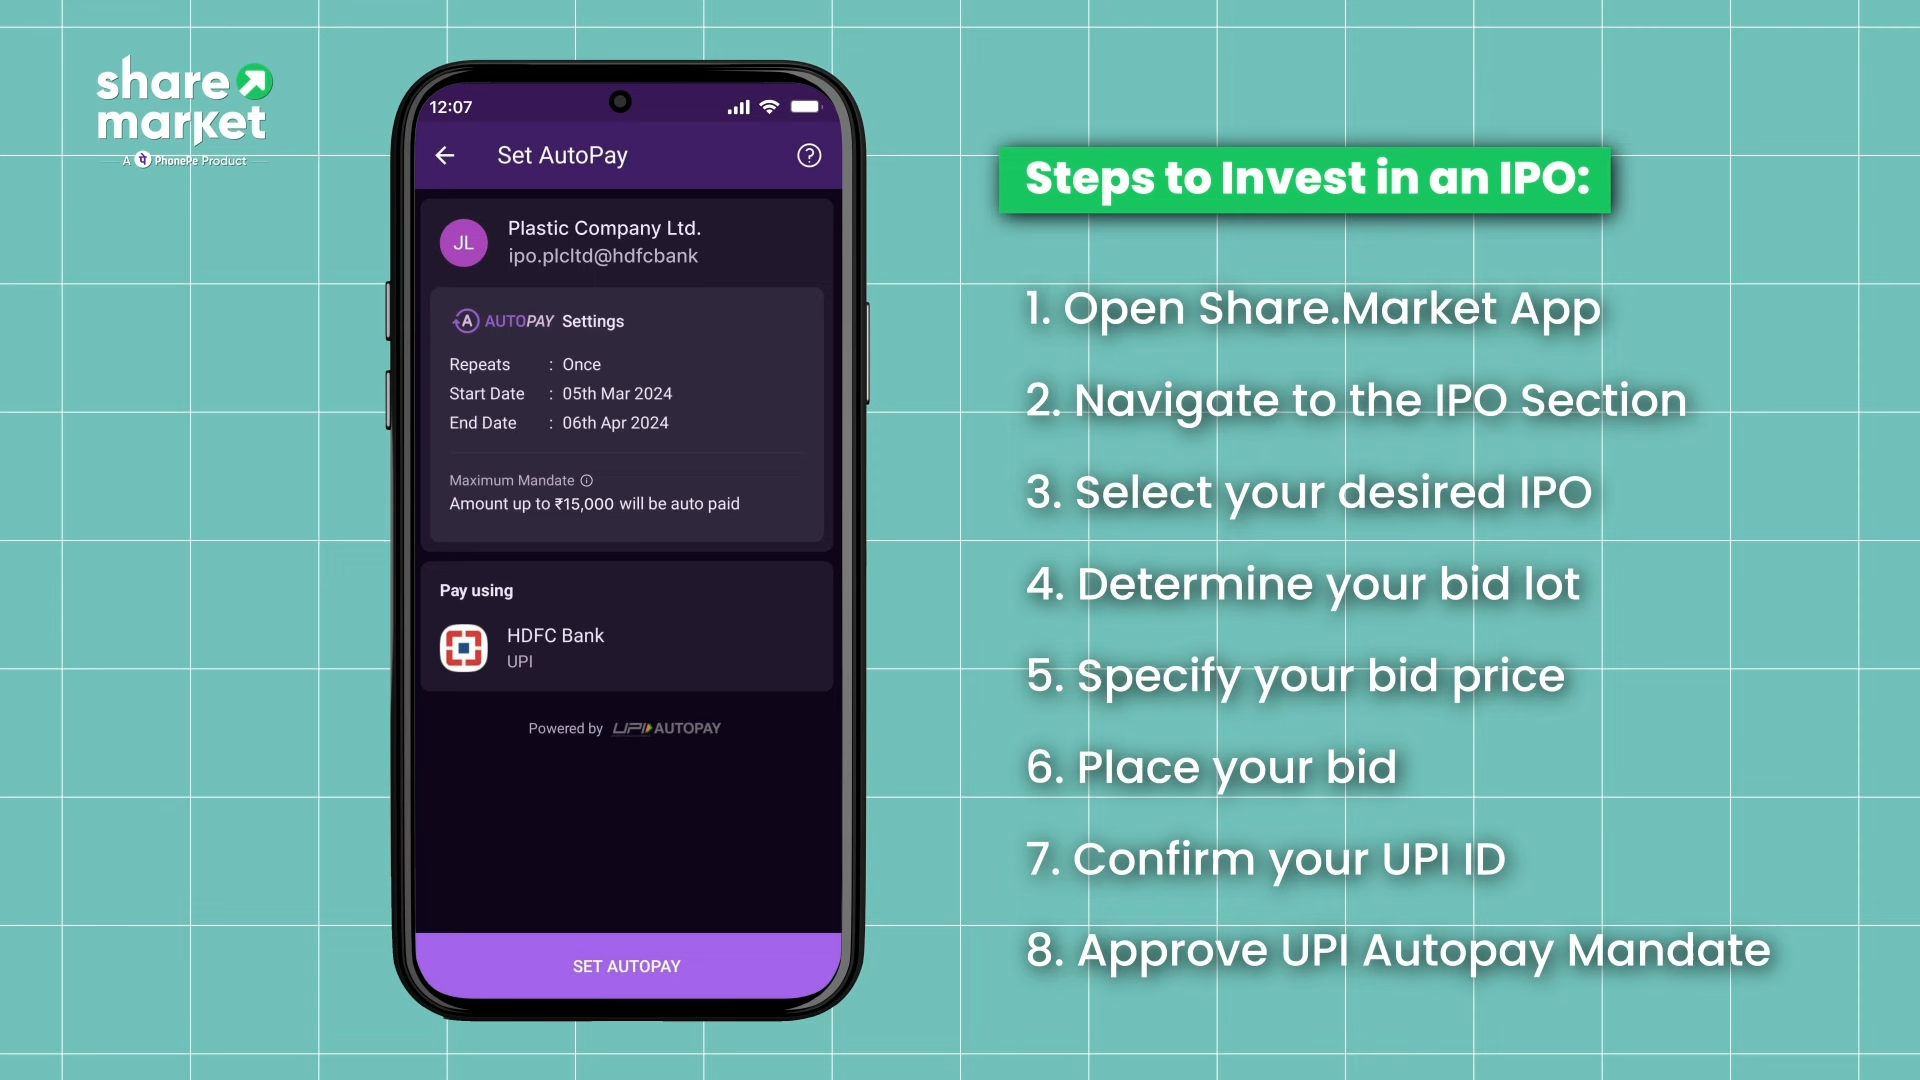 share
market
A PhonePe Product
12:07
Set AutoPay
JL
Plastic Company Ltd.
ipo.plcltd@hdfcbank
A AUTOPAY Settings
Repeats : Once
Start Date : 05th Mar 2024
End Date : 06th Apr 2024
Maximum Mandate
Amount up to ₹15,000 will be auto paid
Pay using
HDFC Bank
UPI
Powered by UPI AUTOPAY
SET AUTOPAY
Steps to Invest in an IPO:
1. Open Share.Market App
2. Navigate to the IPO Section
3. Select your desired IPO
4. Determine your bid lot
5. Specify your bid price
6. Place your bid
7. Confirm your UPI ID
8. Approve UPI Autopay Mandate